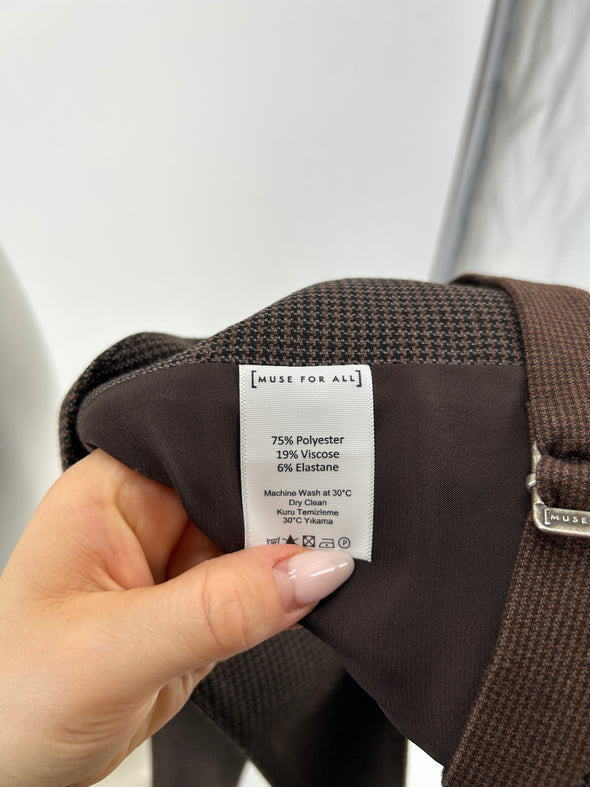 [MUSE FOR ALL]
75% Polyester
19% Viscose
6% Elastane
Machine Wash at 30°C
Dry Clean
Kuru Temizleme
30°C Yıkama
P
[MUSE